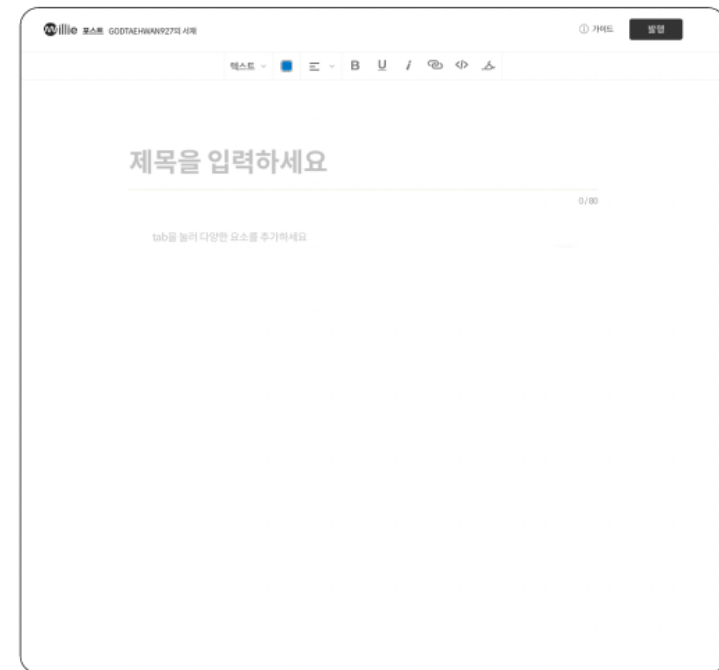 millie 포스트 GODTAEHWAN927의 서재
가이드
발행
텍스트
B U i </>
제목을 입력하세요
0/80
tab을 눌러 다양한 요소를 추가하세요